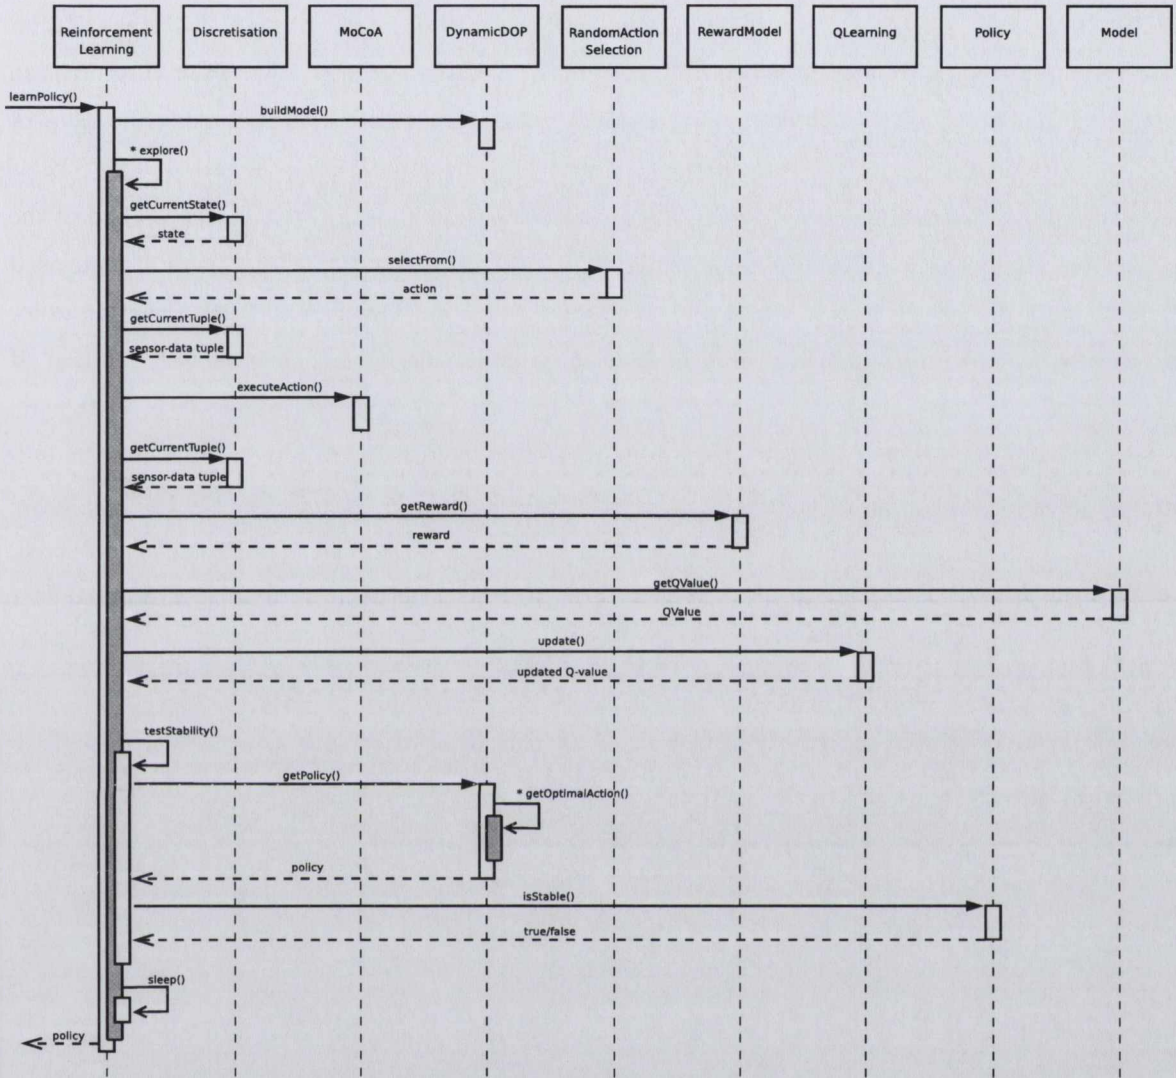 Reinforcement
Learning
Discretisation
MoCoA
DynamicDOP
RandomAction
Selection
RewardModel
QLearning
Policy
Model
learnPolicy()
buildModel()
* explore()
getCurrentState()
state
selectFrom()
action
getCurrentTuple()
sensor-data tuple
executeAction()
getCurrentTuple()
sensor-data tuple
getReward()
reward
getQValue()
QValue
update()
updated Q-value
testStability()
getPolicy()
* getOptimalAction()
policy
isStable()
true/false
sleep()
policy